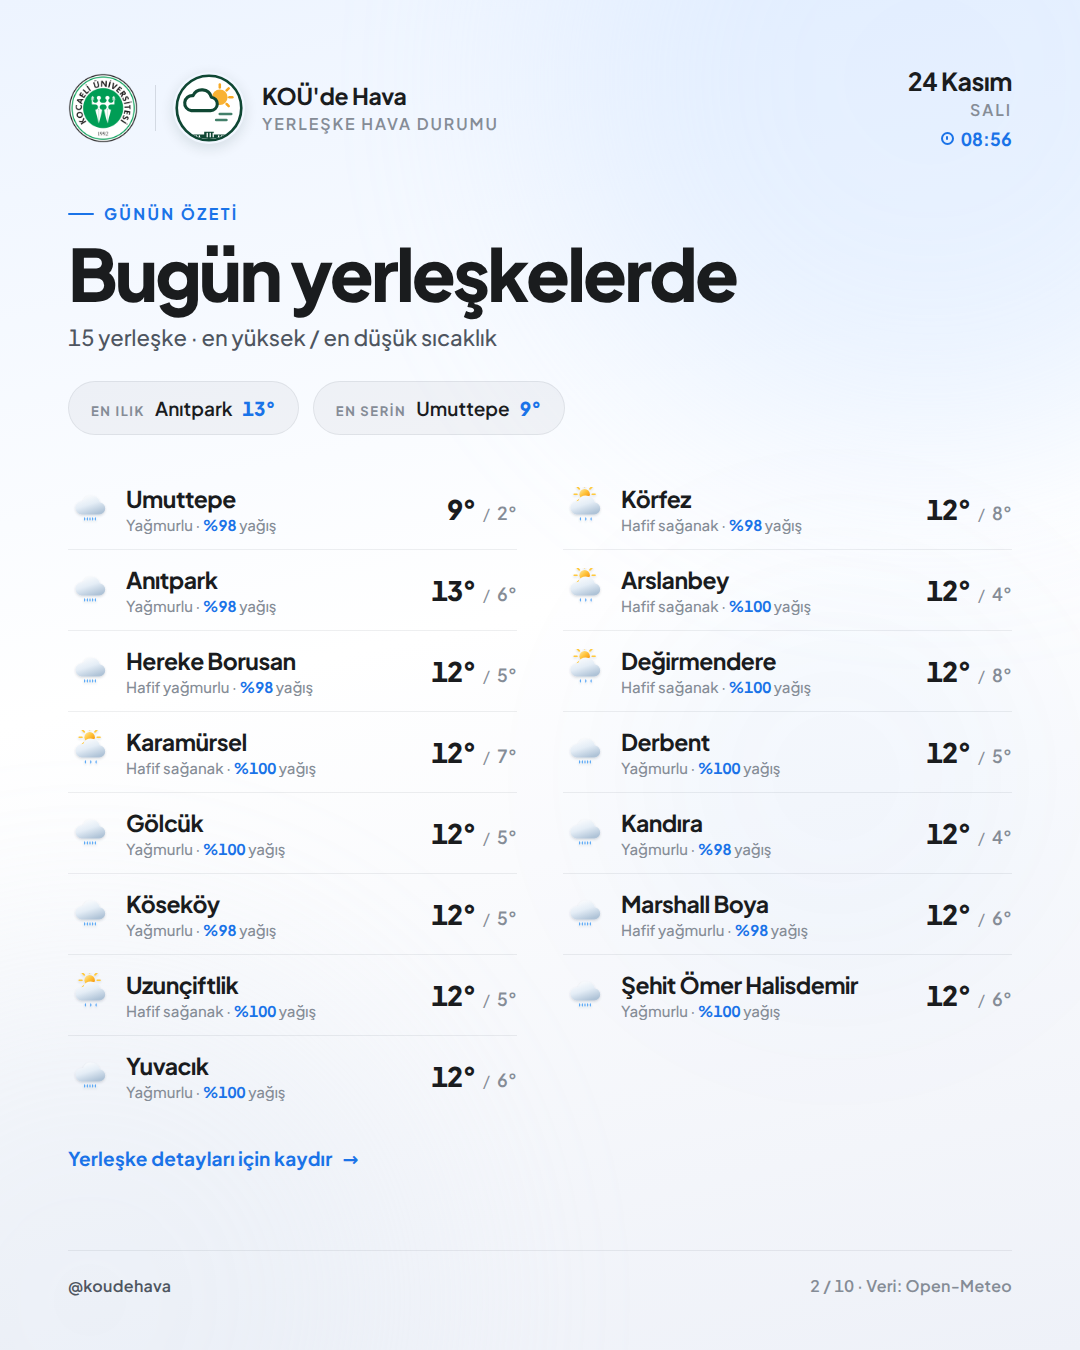 KOCAELİ ÜNİVERSİTESİ
1992
KOÜ'de Hava
YERLEŞKE HAVA DURUMU
24 Kasım
SALI
08:56
GÜNÜN ÖZETİ
Bugün yerleşkelerde
15 yerleşke · en yüksek / en düşük sıcaklık
EN ILIK Anıtpark 13°
EN SERİN Umuttepe 9°
Umuttepe 9° / 2°
Yağmurlu · %98 yağış
Anıtpark 13° / 6°
Yağmurlu · %98 yağış
Hereke Borusan 12° / 5°
Hafif yağmurlu · %98 yağış
Karamürsel 12° / 7°
Hafif sağanak · %100 yağış
Gölcük 12° / 5°
Yağmurlu · %100 yağış
Köseköy 12° / 5°
Yağmurlu · %98 yağış
Uzunçiftlik 12° / 5°
Hafif sağanak · %100 yağış
Yuvacık 12° / 6°
Yağmurlu · %100 yağış
Körfez 12° / 8°
Hafif sağanak · %98 yağış
Arslanbey 12° / 4°
Hafif sağanak · %100 yağış
Değirmendere 12° / 8°
Hafif sağanak · %100 yağış
Derbent 12° / 5°
Yağmurlu · %100 yağış
Kandıra 12° / 4°
Yağmurlu · %98 yağış
Marshall Boya 12° / 6°
Hafif yağmurlu · %98 yağış
Şehit Ömer Halisdemir 12° / 6°
Yağmurlu · %100 yağış
Yerleşke detayları için kaydır →
@koudehava
2 / 10 · Veri: Open-Meteo